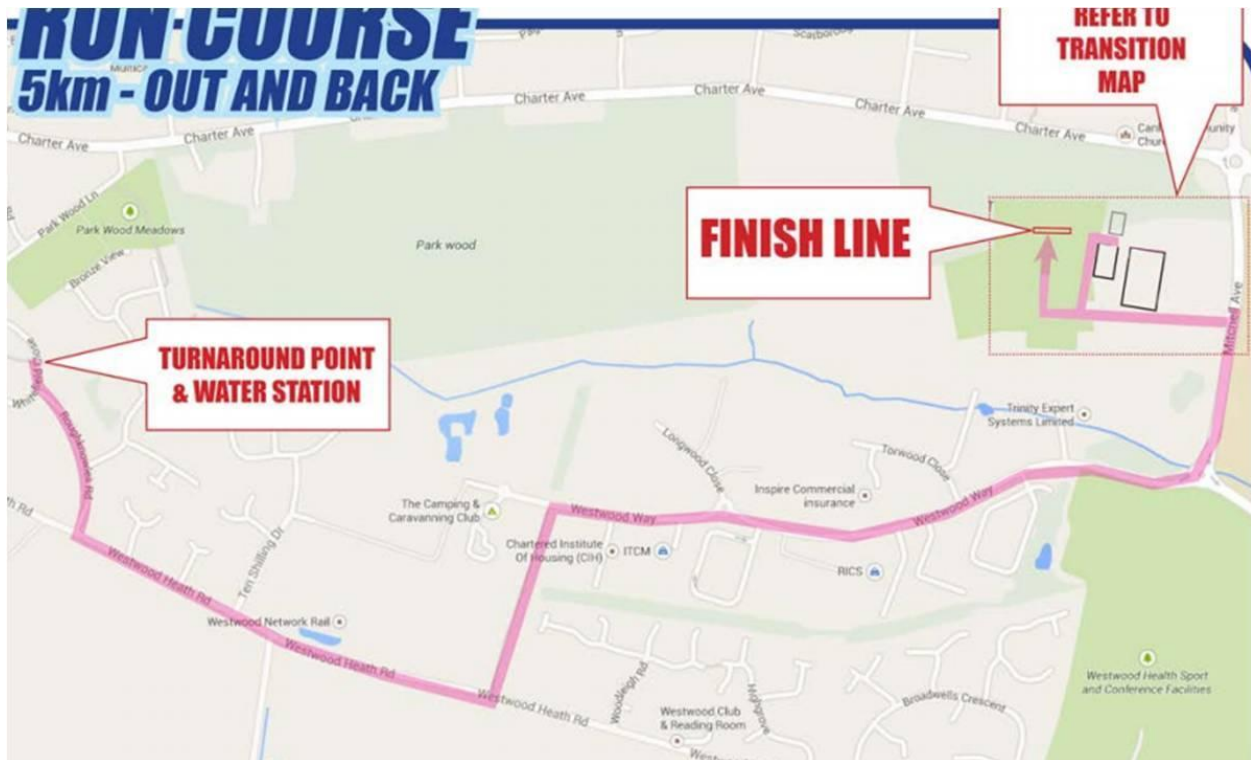 RUN COURSE
5km - OUT AND BACK
REFER TO
TRANSITION
MAP
Charter Ave
Charter Ave
Charter Ave
Charter Ave
Charter Ave
Park Wood Ln
Park Wood Meadows
Bronze View
Park wood
FINISH LINE
Mitchell Ave
TURNAROUND POINT
& WATER STATION
Roughknowles Rd
Trinity Expert
Systems Limited
Longwood Close
Torwood Close
Inspire Commercial
insurance
The Camping &
Caravanning Club
Westwood Way
Westwood Way
Chartered Institute
Of Housing (CIH)
ITCM
RICS
Heath Rd
Westwood Heath Rd
Ten Shilling Dr
Westwood Network Rail
Westwood Heath Rd
Westwood Heath Rd
Woodleigh Rd
Highgrove
Broadwells Crescent
Westwood Club
& Reading Room
Westwood Health Sport
and Conference Facilities